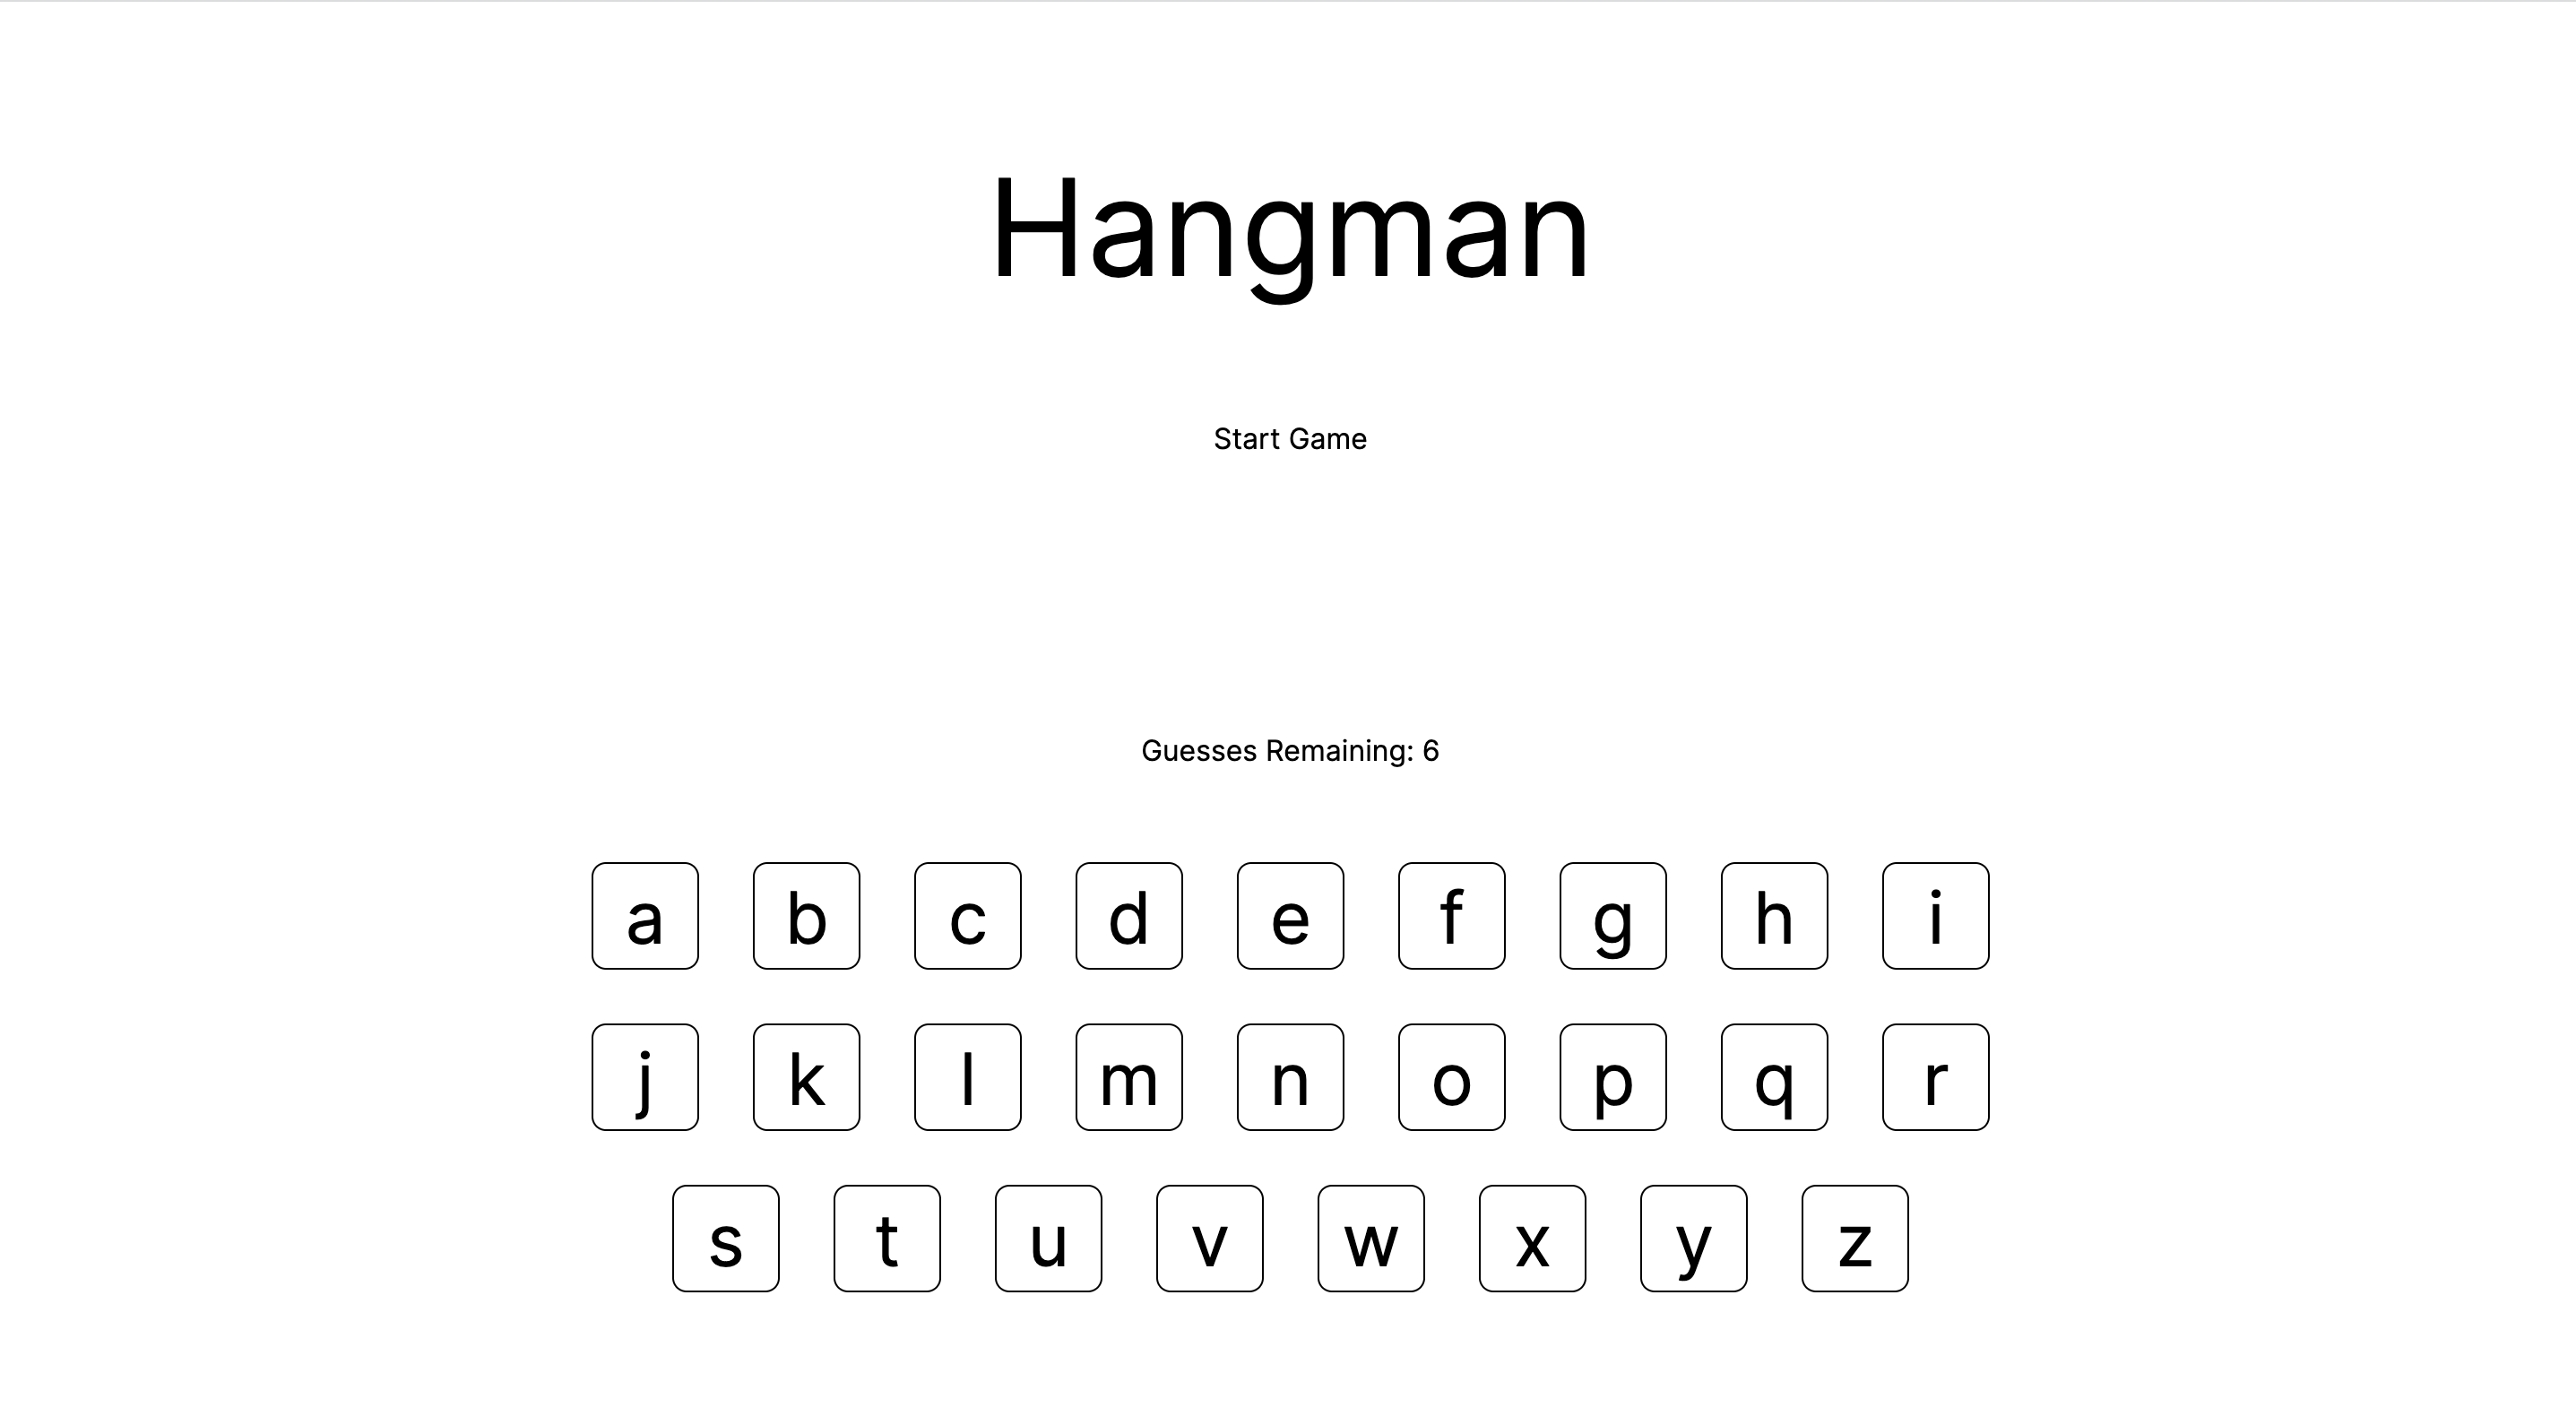 Hangman
Start Game
Guesses Remaining: 6
a b c d e f g h i
j k l m n o p q r
s t u v w x y z